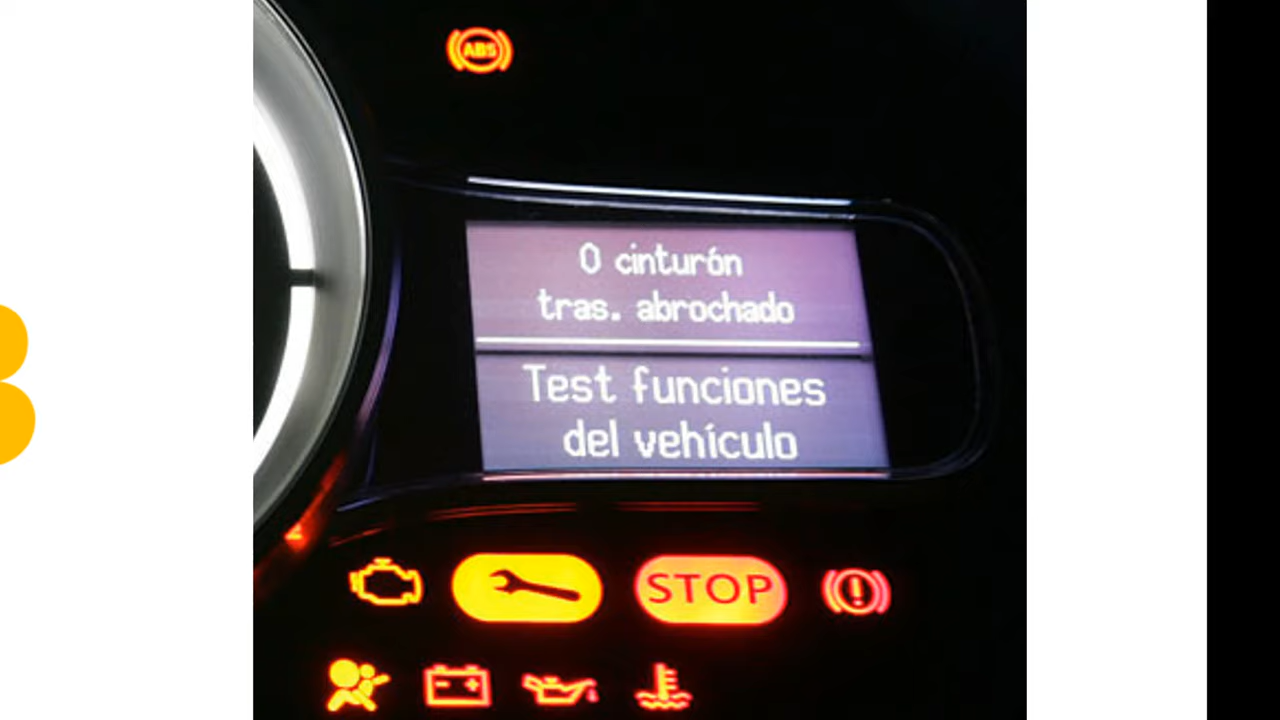 ABS
0 cinturón
tras. abrochado
Test funciones
del vehículo
STOP